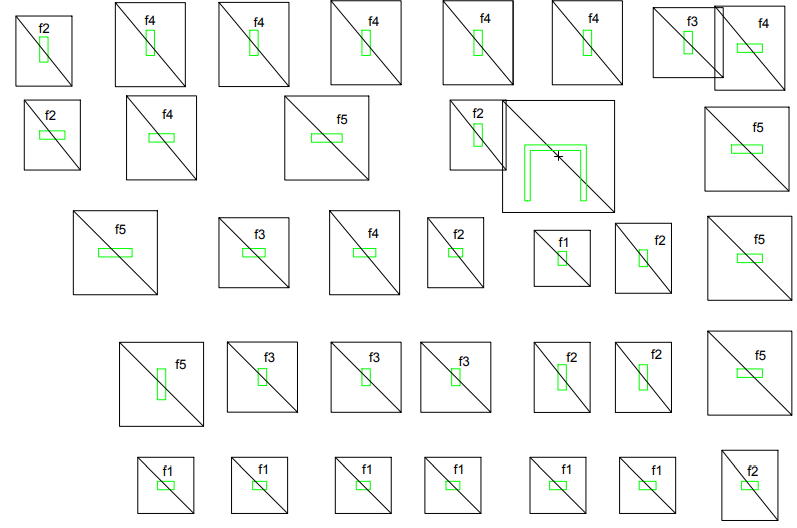 f2 f4 f4 f4 f4 f4 f3 f4
f2 f4 f5 f2 f5
f5 f3 f4 f2 f1 f2 f5
f5 f3 f3 f3 f2 f2 f5
f1 f1 f1 f1 f1 f1 f2